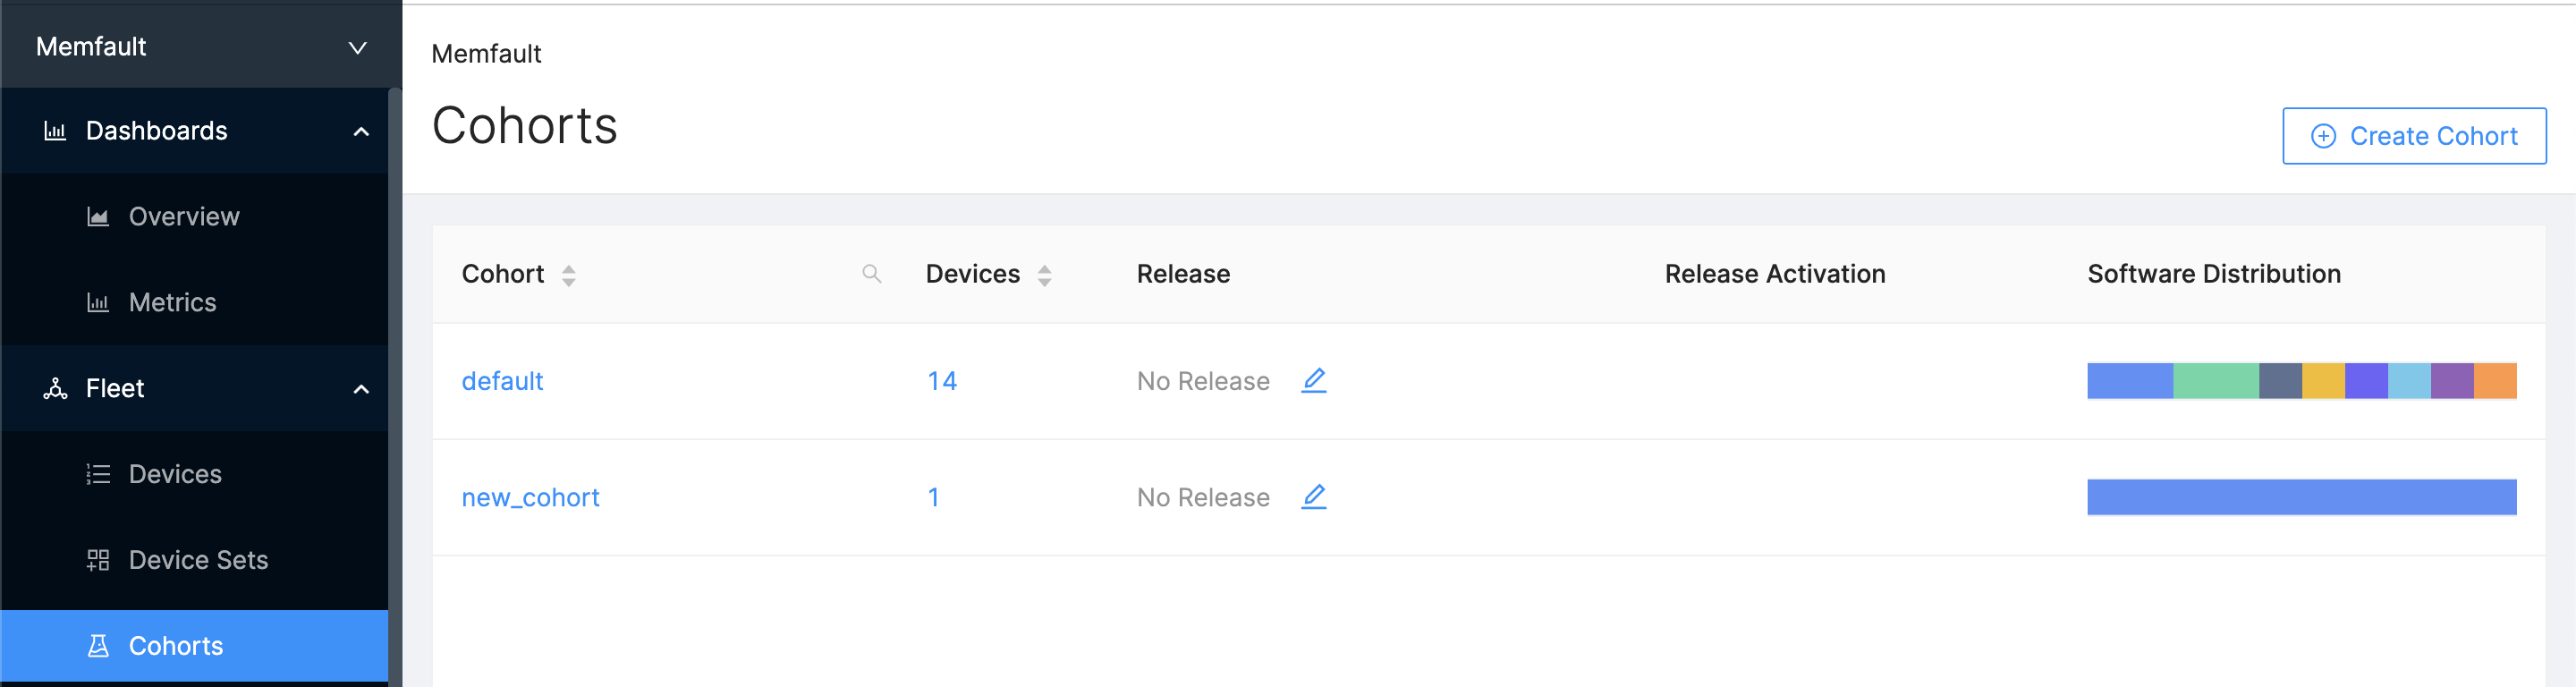 Memfault
Dashboards
Overview
Metrics
Fleet
Devices
Device Sets
Cohorts
Memfault
Cohorts
Create Cohort
Cohort Devices Release Release Activation Software Distribution
default 14 No Release
new_cohort 1 No Release